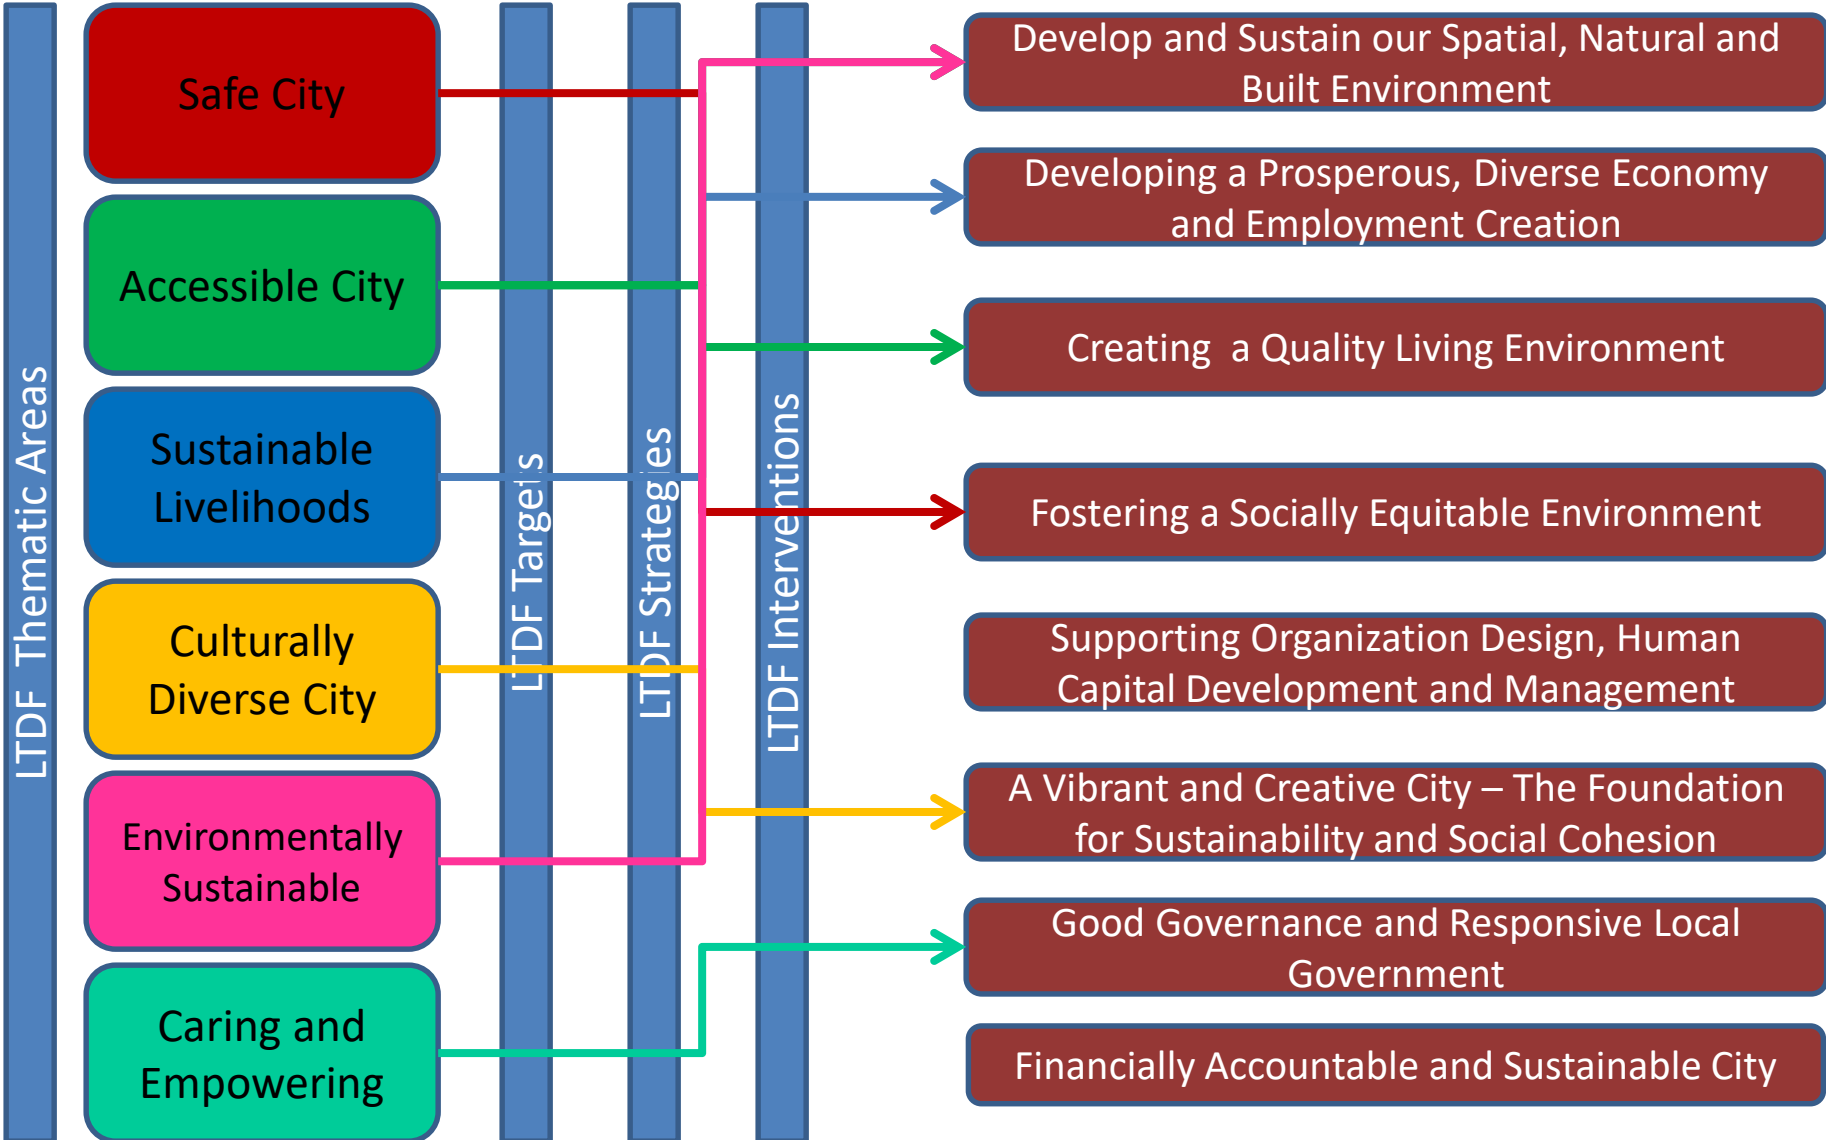 LTDF Thematic Areas
Safe City
Accessible City
Sustainable
Livelihoods
Culturally
Diverse City
Environmentally
Sustainable
Caring and
Empowering
LTDF Targets
LTDF Strategies
LTDF Interventions
Develop and Sustain our Spatial, Natural and
Built Environment
Developing a Prosperous, Diverse Economy
and Employment Creation
Creating a Quality Living Environment
Fostering a Socially Equitable Environment
Supporting Organization Design, Human
Capital Development and Management
A Vibrant and Creative City – The Foundation
for Sustainability and Social Cohesion
Good Governance and Responsive Local
Government
Financially Accountable and Sustainable City